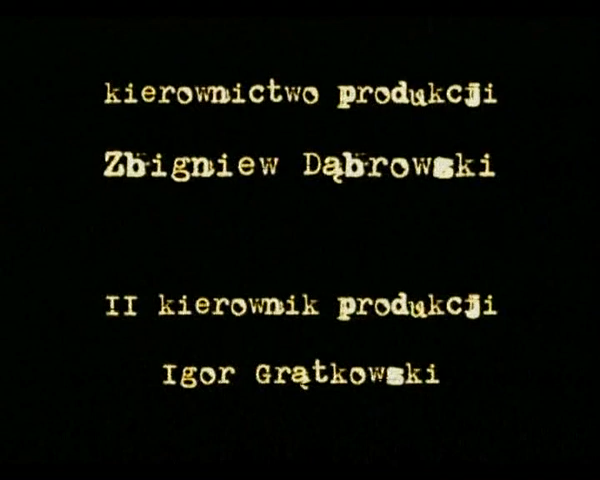 kierownictwo produkcji
Zbigniew Dąbrowski
II kierownik produkcji
Igor Grątkowski